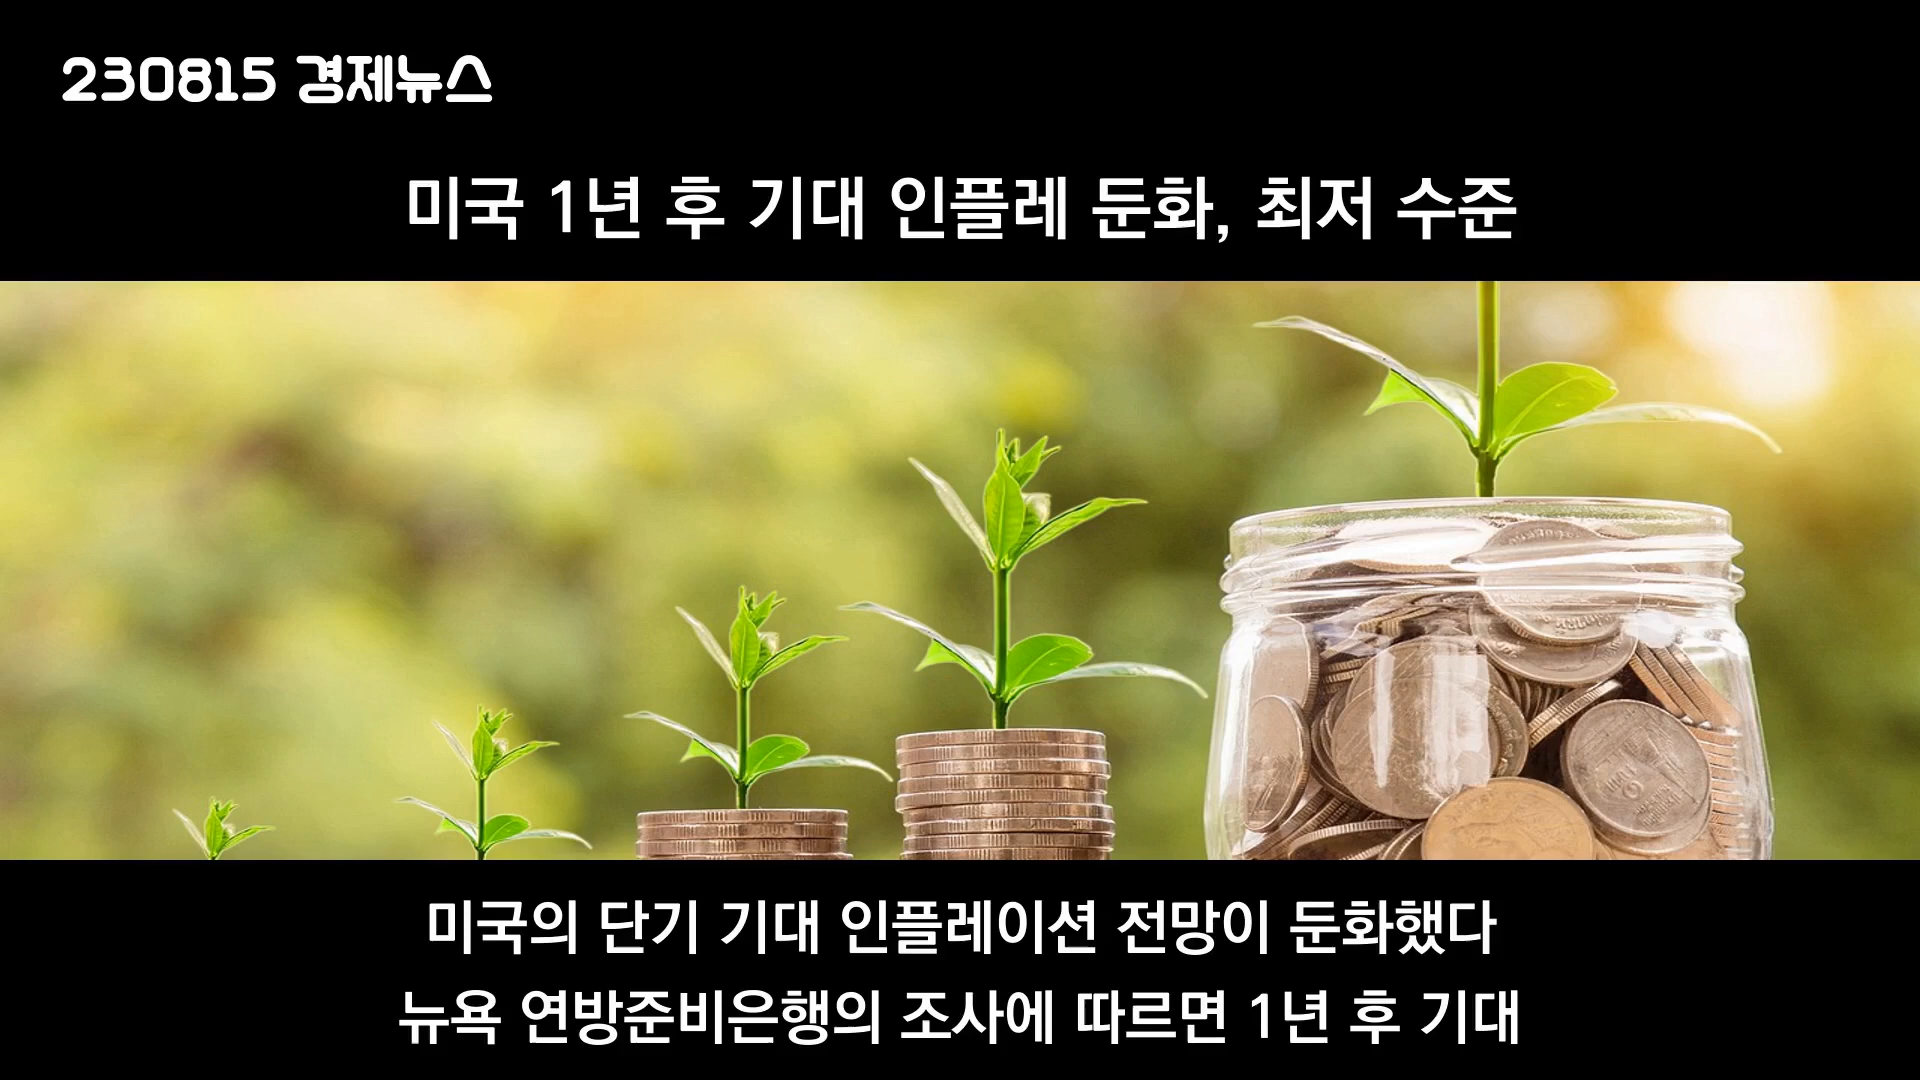 230815 경제뉴스
미국 1년 후 기대 인플레 둔화, 최저 수준
미국의 단기 기대 인플레이션 전망이 둔화했다
뉴욕 연방준비은행의 조사에 따르면 1년 후 기대